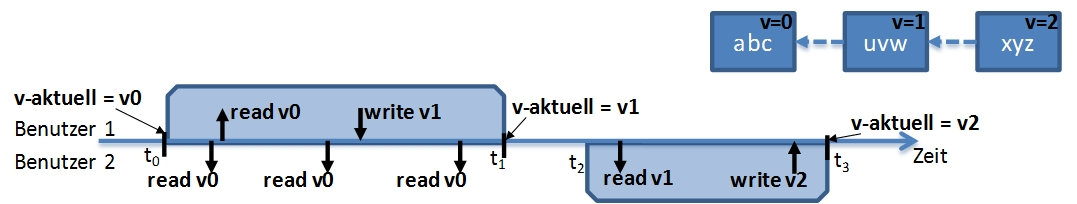 v=0
v=1
v=2
abc
uvw
xyz
v-aktuell = v0
read v0
write v1
v-aktuell = v1
v-aktuell = v2
Benutzer 1
Benutzer 2
t0
t1
t2
t3
Zeit
read v0
read v0
read v0
read v1
write v2